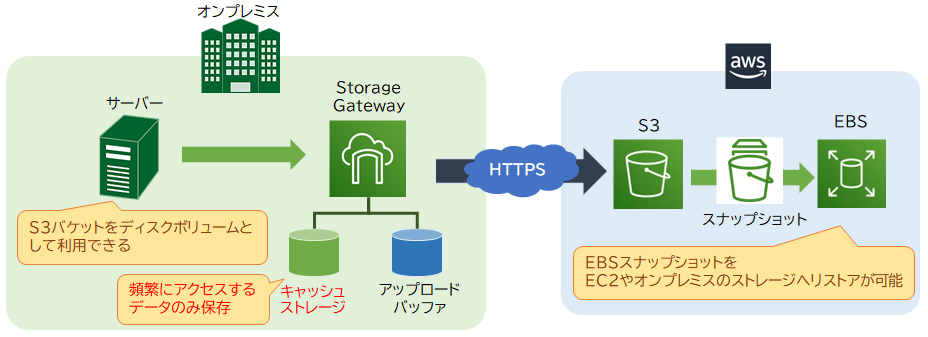 オンプレミス
サーバー
Storage
Gateway
S3バケットをディスクボリュームと
して利用できる
頻繁にアクセスする
データのみ保存
キャッシュ
ストレージ
アップロード
バッファ
HTTPS
aws
S3
EBS
スナップショット
EBSスナップショットを
EC2やオンプレミスのストレージへリストアが可能